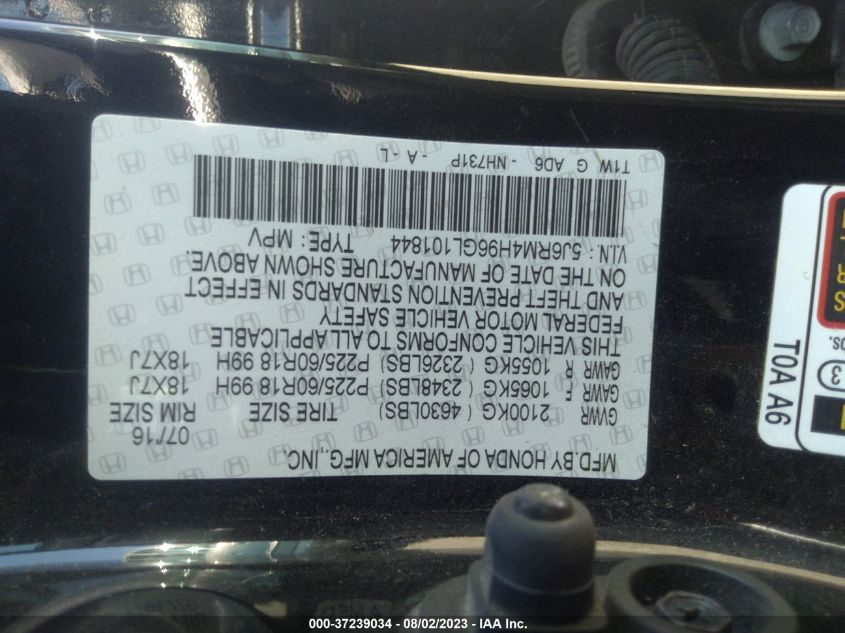 MFD.BY HONDA OF AMERICA MFG.,INC.
07/16
GVWR 2100KG ( 4630LBS) TIRE SIZE RIM SIZE
GAWR F 1065KG ( 2348LBS) P225/60R18 99H 18X7J
GAWR R 1055KG ( 2326LBS) P225/60R18 99H 18X7J
THIS VEHICLE CONFORMS TO ALL APPLICABLE
FEDERAL MOTOR VEHICLE SAFETY
AND THEFT PREVENTION STANDARDS IN EFFECT
ON THE DATE OF MANUFACTURE SHOWN ABOVE.
VIN : 5J6RM4H96GL101844 TYPE : MPV
T1W G AD6 - NH731P - A - L
T0A A6
3
000-37239034 - 08/02/2023 - IAA Inc.